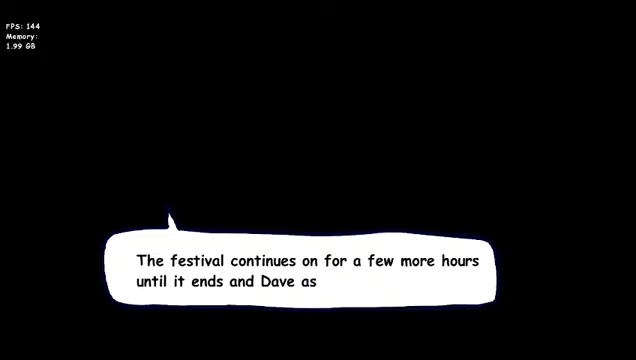 FPS: 144
Memory:
1.99 GB
The festival continues on for a few more hours
until it ends and Dave as